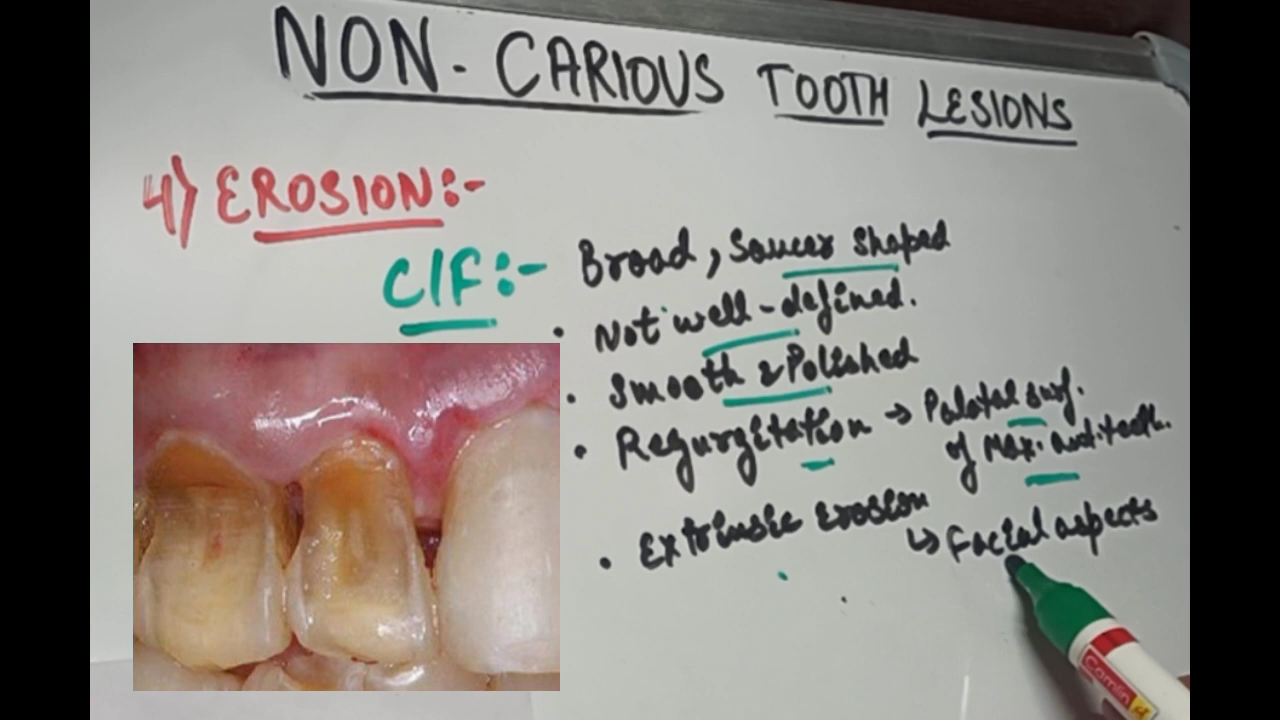 NON-CARIOUS TOOTH LESIONS
4) EROSION:-
C/F:- Broad, Saucer shaped
• Not well-defined.
• Smooth & Polished
• Regurgitation → Palatal surf.
of Max. ant. teeth.
• Extrinsic Erosion
↳ Facial aspects
Camlin